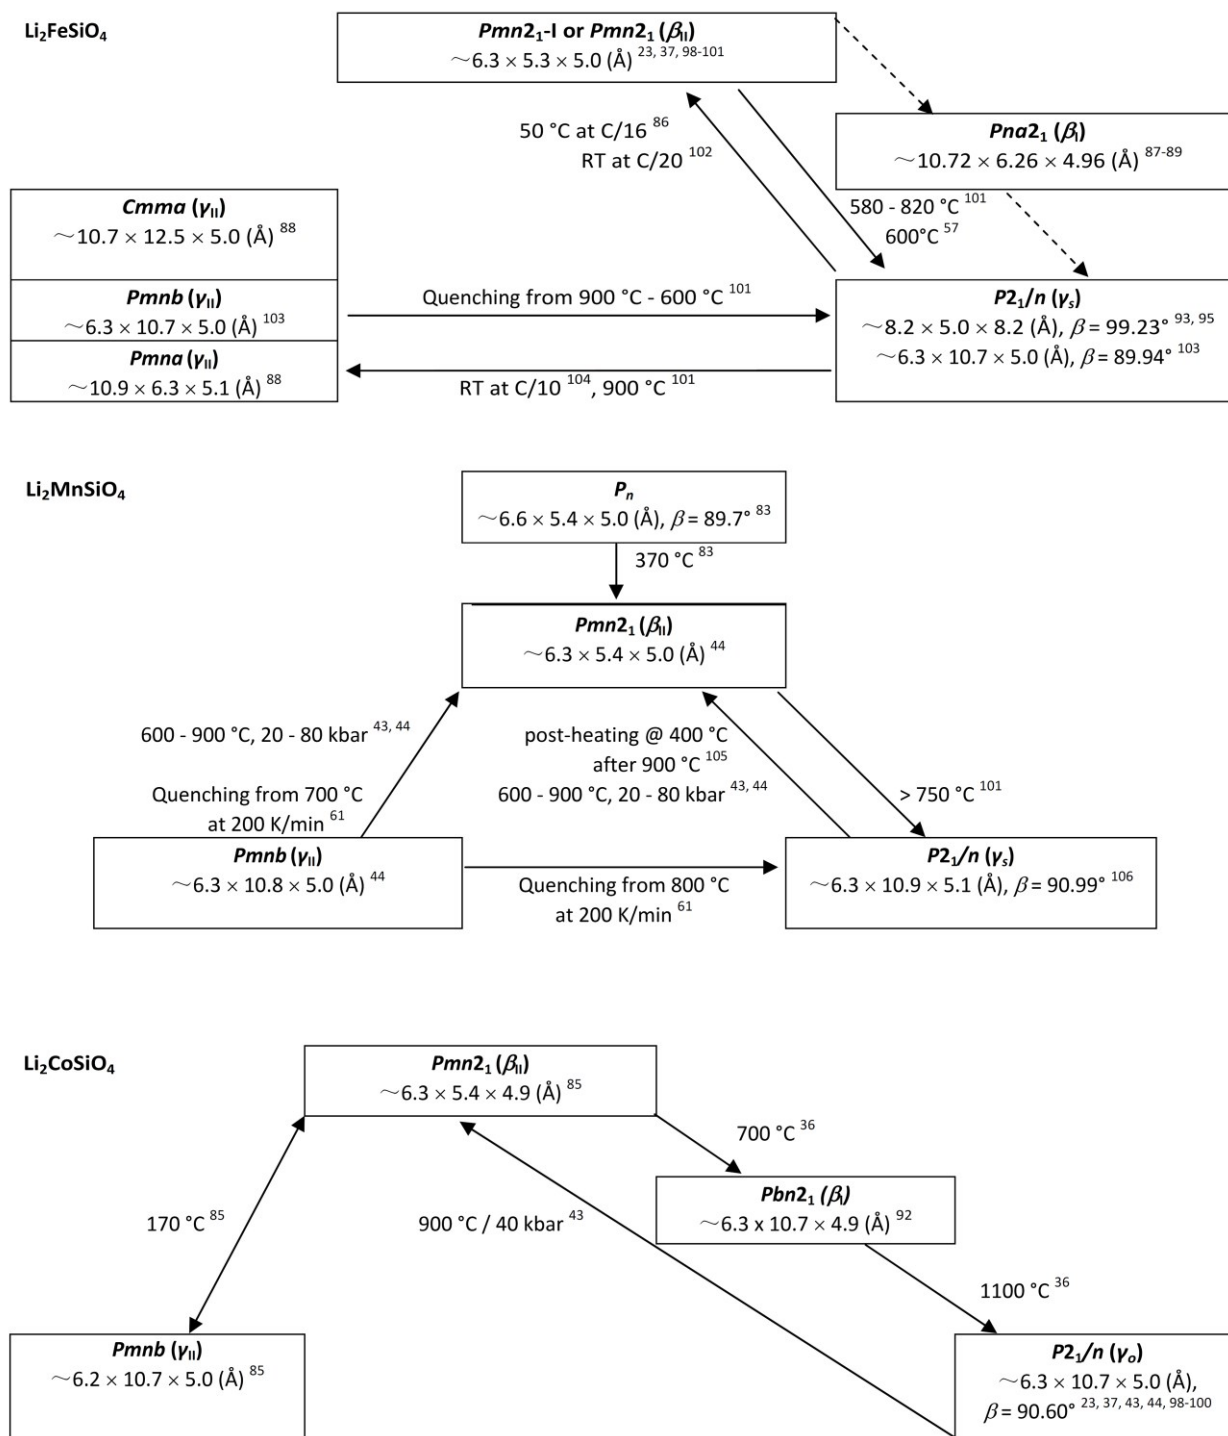 Li₂FeSiO₄
Pmn2₁-I or Pmn2₁ (βII)
~6.3 × 5.3 × 5.0 (Å) 23, 37, 98-101
50 °C at C/16 86
RT at C/20 102
Pna2₁ (βI)
~10.72 × 6.26 × 4.96 (Å) 87-89
580 - 820 °C 101
600°C 57
Cmma (γII)
~10.7 × 12.5 × 5.0 (Å) 88
Pmnb (γII)
~6.3 × 10.7 × 5.0 (Å) 103
Pmna (γII)
~10.9 × 6.3 × 5.1 (Å) 88
Quenching from 900 °C - 600 °C 101
RT at C/10 104, 900 °C 101
P2₁/n (γs)
~8.2 × 5.0 × 8.2 (Å), β = 99.23° 93, 95
~6.3 × 10.7 × 5.0 (Å), β = 89.94° 103
Li₂MnSiO₄
Pn
~6.6 × 5.4 × 5.0 (Å), β = 89.7° 83
370 °C 83
Pmn2₁ (βII)
~6.3 × 5.4 × 5.0 (Å) 44
600 - 900 °C, 20 - 80 kbar 43, 44
Quenching from 700 °C
at 200 K/min 61
post-heating @ 400 °C
after 900 °C 105
600 - 900 °C, 20 - 80 kbar 43, 44
> 750 °C 101
Pmnb (γII)
~6.3 × 10.8 × 5.0 (Å) 44
Quenching from 800 °C
at 200 K/min 61
P2₁/n (γs)
~6.3 × 10.9 × 5.1 (Å), β = 90.99° 106
Li₂CoSiO₄
Pmn2₁ (βII)
~6.3 × 5.4 × 4.9 (Å) 85
700 °C 36
Pbn2₁ (βI)
~6.3 x 10.7 × 4.9 (Å) 92
170 °C 85
900 °C / 40 kbar 43
1100 °C 36
Pmnb (γII)
~6.2 × 10.7 × 5.0 (Å) 85
P2₁/n (γo)
~6.3 × 10.7 × 5.0 (Å),
β = 90.60° 23, 37, 43, 44, 98-100